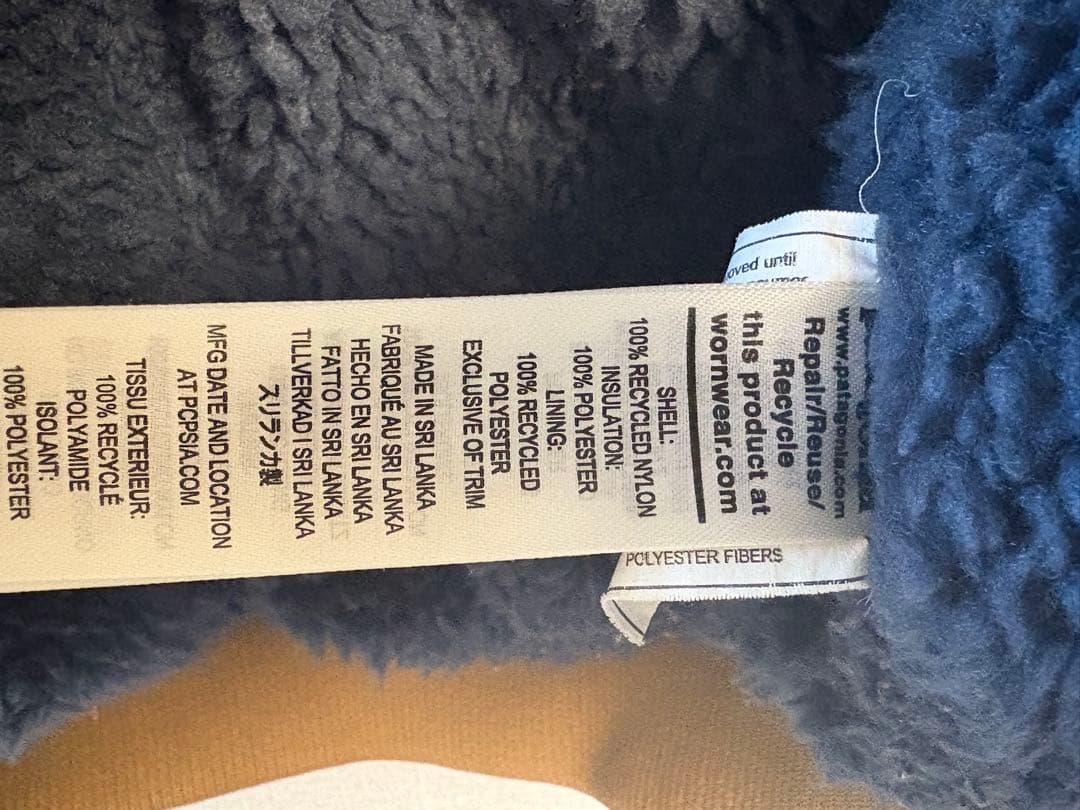 www.patagonia.com
Repair/Reuse/
Recycle
this product at
wornwear.com
SHELL:
100% RECYCLED NYLON
INSULATION:
100% POLYESTER
LINING:
100% RECYCLED
POLYESTER
EXCLUSIVE OF TRIM
MADE IN SRI LANKA
FABRIQUÉ AU SRI LANKA
HECHO EN SRI LANKA
FATTO IN SRI LANKA
TILLVERKAD I SRI LANKA
スリランカ製
MFG DATE AND LOCATION
AT PCPSIA.COM
TISSU EXTERIEUR:
100% RECYCLÉ
POLYAMIDE
ISOLANT:
100% POLYESTER
oved until
POLYESTER FIBERS